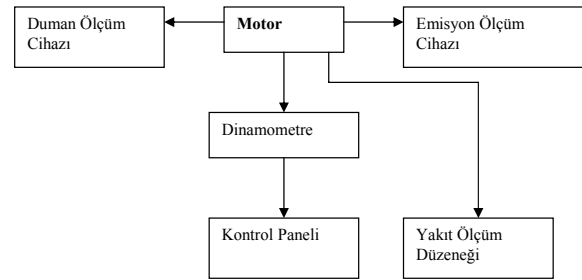 Duman Ölçüm
Cihazı
Motor
Emisyon Ölçüm
Cihazı
Dinamometre
Kontrol Paneli
Yakıt Ölçüm
Düzeneği